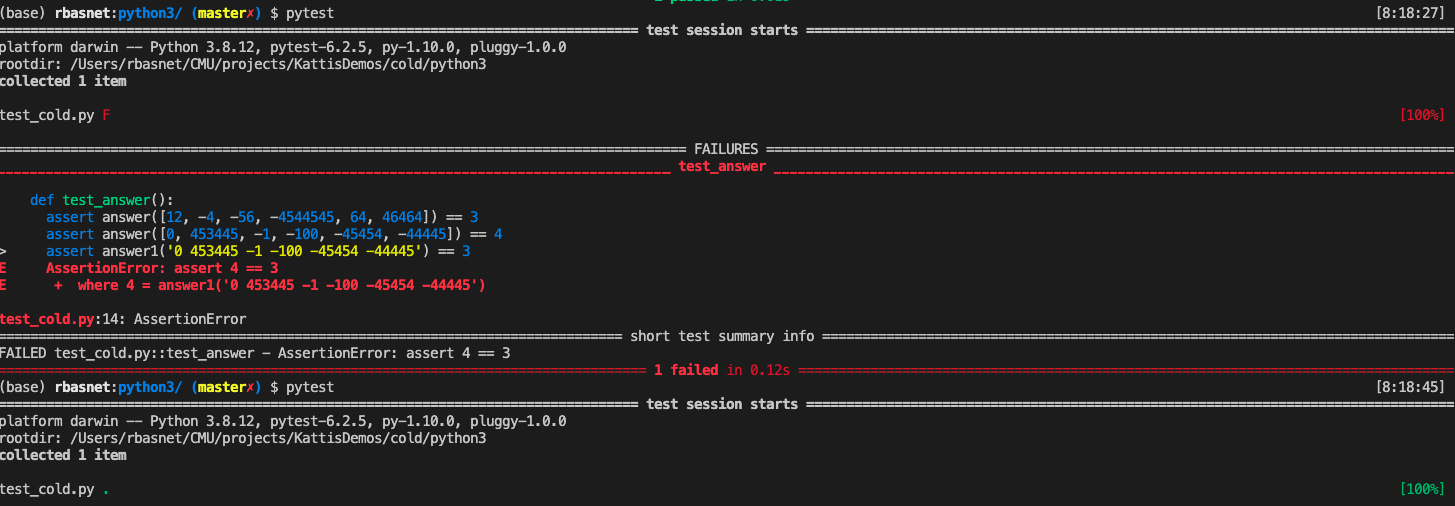 (base) rbasnet:python3/ (master✗) $ pytest [8:18:27]
test session starts
platform darwin -- Python 3.8.12, pytest-6.2.5, py-1.10.0, pluggy-1.0.0
rootdir: /Users/rbasnet/CMU/projects/KattisDemos/cold/python3
collected 1 item
test_cold.py F [100%]
FAILURES
test_answer
def test_answer():
assert answer([12, -4, -56, -4544545, 64, 46464]) == 3
assert answer([0, 453445, -1, -100, -45454, -44445]) == 4
> assert answer1('0 453445 -1 -100 -45454 -44445') == 3
E AssertionError: assert 4 == 3
E + where 4 = answer1('0 453445 -1 -100 -45454 -44445')
test_cold.py:14: AssertionError
short test summary info
FAILED test_cold.py::test_answer - AssertionError: assert 4 == 3
1 failed in 0.12s
(base) rbasnet:python3/ (master✗) $ pytest [8:18:45]
test session starts
platform darwin -- Python 3.8.12, pytest-6.2.5, py-1.10.0, pluggy-1.0.0
rootdir: /Users/rbasnet/CMU/projects/KattisDemos/cold/python3
collected 1 item
test_cold.py . [100%]